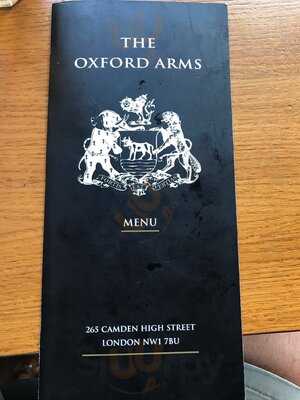 THE
OXFORD ARMS
MENU
265 CAMDEN HIGH STREET
LONDON NW1 7BU